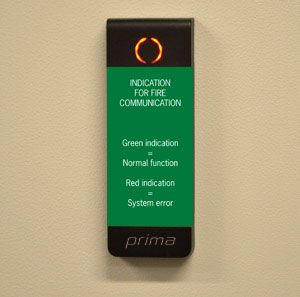 INDICATION
FOR FIRE
COMMUNICATION
Green indication
=
Normal function
Red indication
=
System error
prima